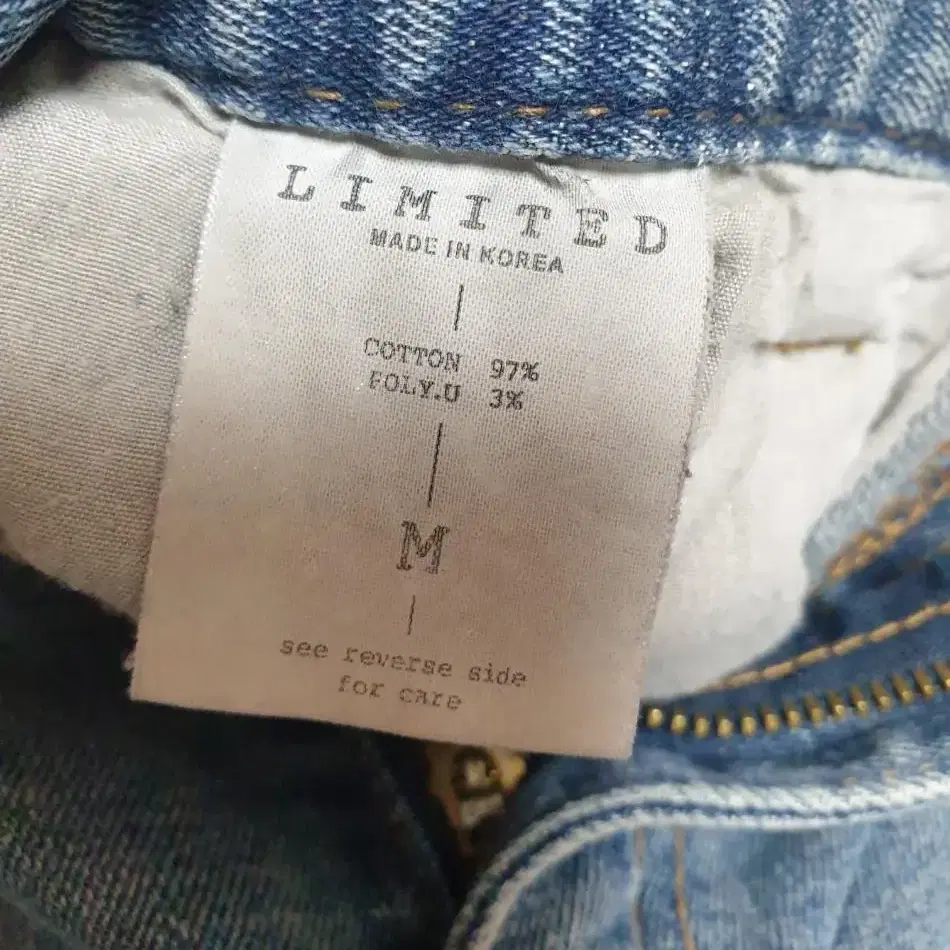 LIMITED
MADE IN KOREA
COTTON 97%
POLY.U 3%
M
see reverse side
for care